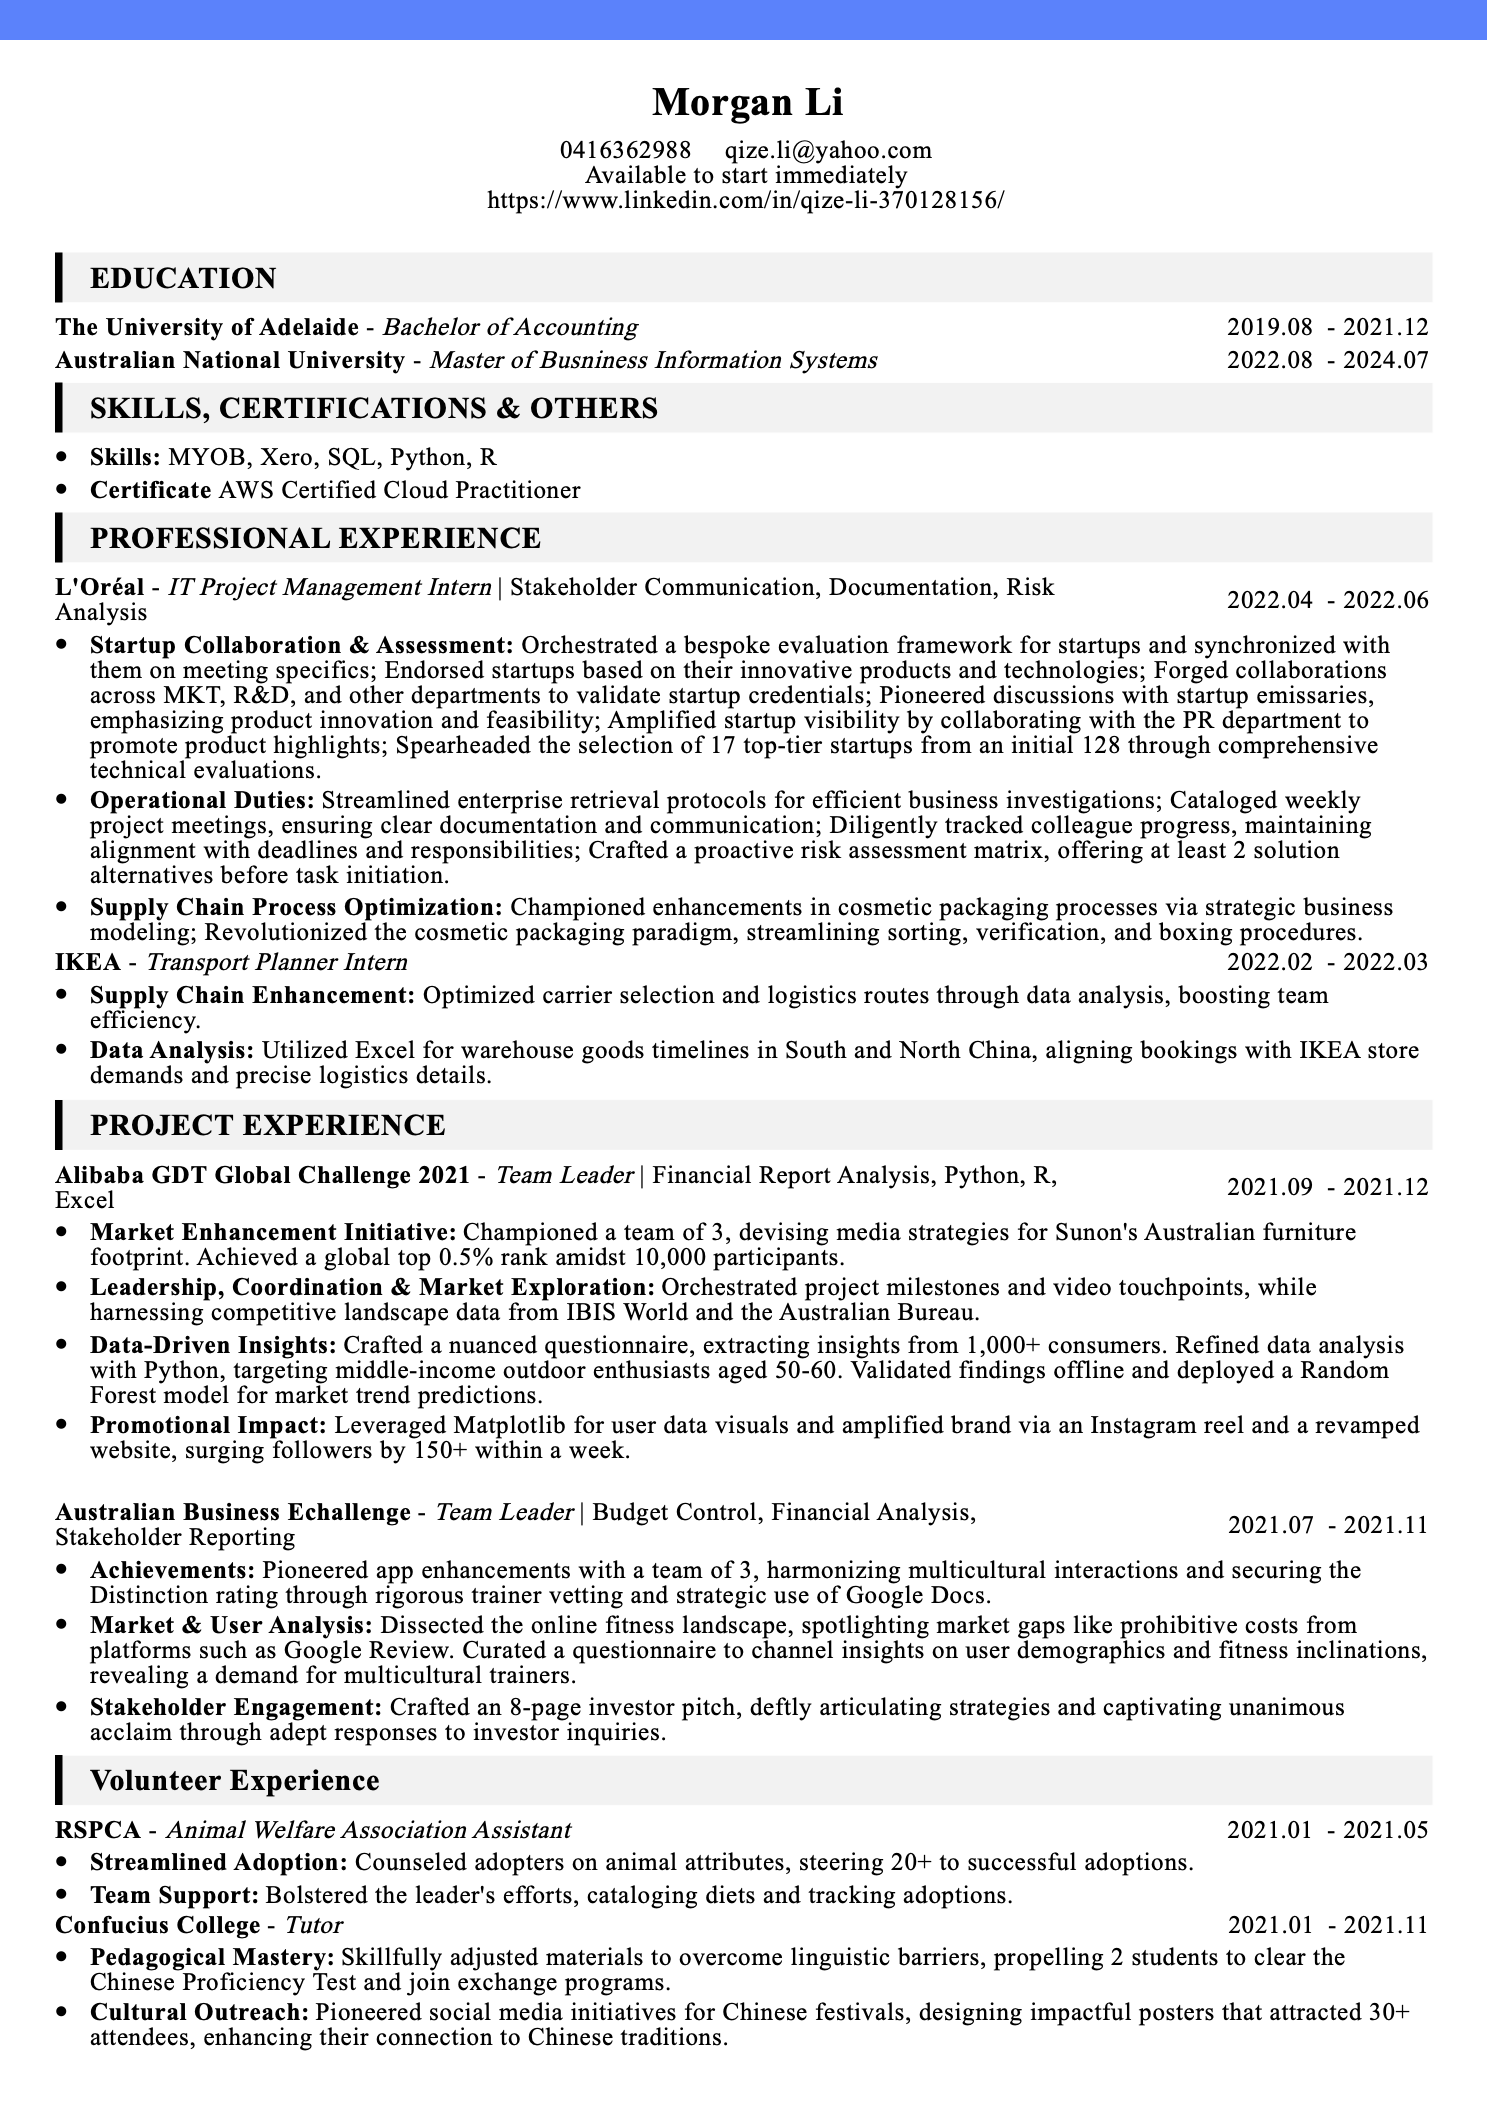 Morgan Li
0416362988 qize.li@yahoo.com
Available to start immediately
https://www.linkedin.com/in/qize-li-370128156/
EDUCATION
The University of Adelaide - Bachelor of Accounting 2019.08 - 2021.12
Australian National University - Master of Busniness Information Systems 2022.08 - 2024.07
SKILLS, CERTIFICATIONS & OTHERS
• Skills: MYOB, Xero, SQL, Python, R
• Certificate AWS Certified Cloud Practitioner
PROFESSIONAL EXPERIENCE
L'Oréal - IT Project Management Intern | Stakeholder Communication, Documentation, Risk
Analysis 2022.04 - 2022.06
• Startup Collaboration & Assessment: Orchestrated a bespoke evaluation framework for startups and synchronized with
them on meeting specifics; Endorsed startups based on their innovative products and technologies; Forged collaborations
across MKT, R&D, and other departments to validate startup credentials; Pioneered discussions with startup emissaries,
emphasizing product innovation and feasibility; Amplified startup visibility by collaborating with the PR department to
promote product highlights; Spearheaded the selection of 17 top-tier startups from an initial 128 through comprehensive
technical evaluations.
• Operational Duties: Streamlined enterprise retrieval protocols for efficient business investigations; Cataloged weekly
project meetings, ensuring clear documentation and communication; Diligently tracked colleague progress, maintaining
alignment with deadlines and responsibilities; Crafted a proactive risk assessment matrix, offering at least 2 solution
alternatives before task initiation.
• Supply Chain Process Optimization: Championed enhancements in cosmetic packaging processes via strategic business
modeling; Revolutionized the cosmetic packaging paradigm, streamlining sorting, verification, and boxing procedures.
IKEA - Transport Planner Intern 2022.02 - 2022.03
• Supply Chain Enhancement: Optimized carrier selection and logistics routes through data analysis, boosting team
efficiency.
• Data Analysis: Utilized Excel for warehouse goods timelines in South and North China, aligning bookings with IKEA store
demands and precise logistics details.
PROJECT EXPERIENCE
Alibaba GDT Global Challenge 2021 - Team Leader | Financial Report Analysis, Python, R,
Excel 2021.09 - 2021.12
• Market Enhancement Initiative: Championed a team of 3, devising media strategies for Sunon's Australian furniture
footprint. Achieved a global top 0.5% rank amidst 10,000 participants.
• Leadership, Coordination & Market Exploration: Orchestrated project milestones and video touchpoints, while
harnessing competitive landscape data from IBIS World and the Australian Bureau.
• Data-Driven Insights: Crafted a nuanced questionnaire, extracting insights from 1,000+ consumers. Refined data analysis
with Python, targeting middle-income outdoor enthusiasts aged 50-60. Validated findings offline and deployed a Random
Forest model for market trend predictions.
• Promotional Impact: Leveraged Matplotlib for user data visuals and amplified brand via an Instagram reel and a revamped
website, surging followers by 150+ within a week.
Australian Business Echallenge - Team Leader | Budget Control, Financial Analysis,
Stakeholder Reporting 2021.07 - 2021.11
• Achievements: Pioneered app enhancements with a team of 3, harmonizing multicultural interactions and securing the
Distinction rating through rigorous trainer vetting and strategic use of Google Docs.
• Market & User Analysis: Dissected the online fitness landscape, spotlighting market gaps like prohibitive costs from
platforms such as Google Review. Curated a questionnaire to channel insights on user demographics and fitness inclinations,
revealing a demand for multicultural trainers.
• Stakeholder Engagement: Crafted an 8-page investor pitch, deftly articulating strategies and captivating unanimous
acclaim through adept responses to investor inquiries.
Volunteer Experience
RSPCA - Animal Welfare Association Assistant 2021.01 - 2021.05
• Streamlined Adoption: Counseled adopters on animal attributes, steering 20+ to successful adoptions.
• Team Support: Bolstered the leader's efforts, cataloging diets and tracking adoptions.
Confucius College - Tutor 2021.01 - 2021.11
• Pedagogical Mastery: Skillfully adjusted materials to overcome linguistic barriers, propelling 2 students to clear the
Chinese Proficiency Test and join exchange programs.
• Cultural Outreach: Pioneered social media initiatives for Chinese festivals, designing impactful posters that attracted 30+
attendees, enhancing their connection to Chinese traditions.